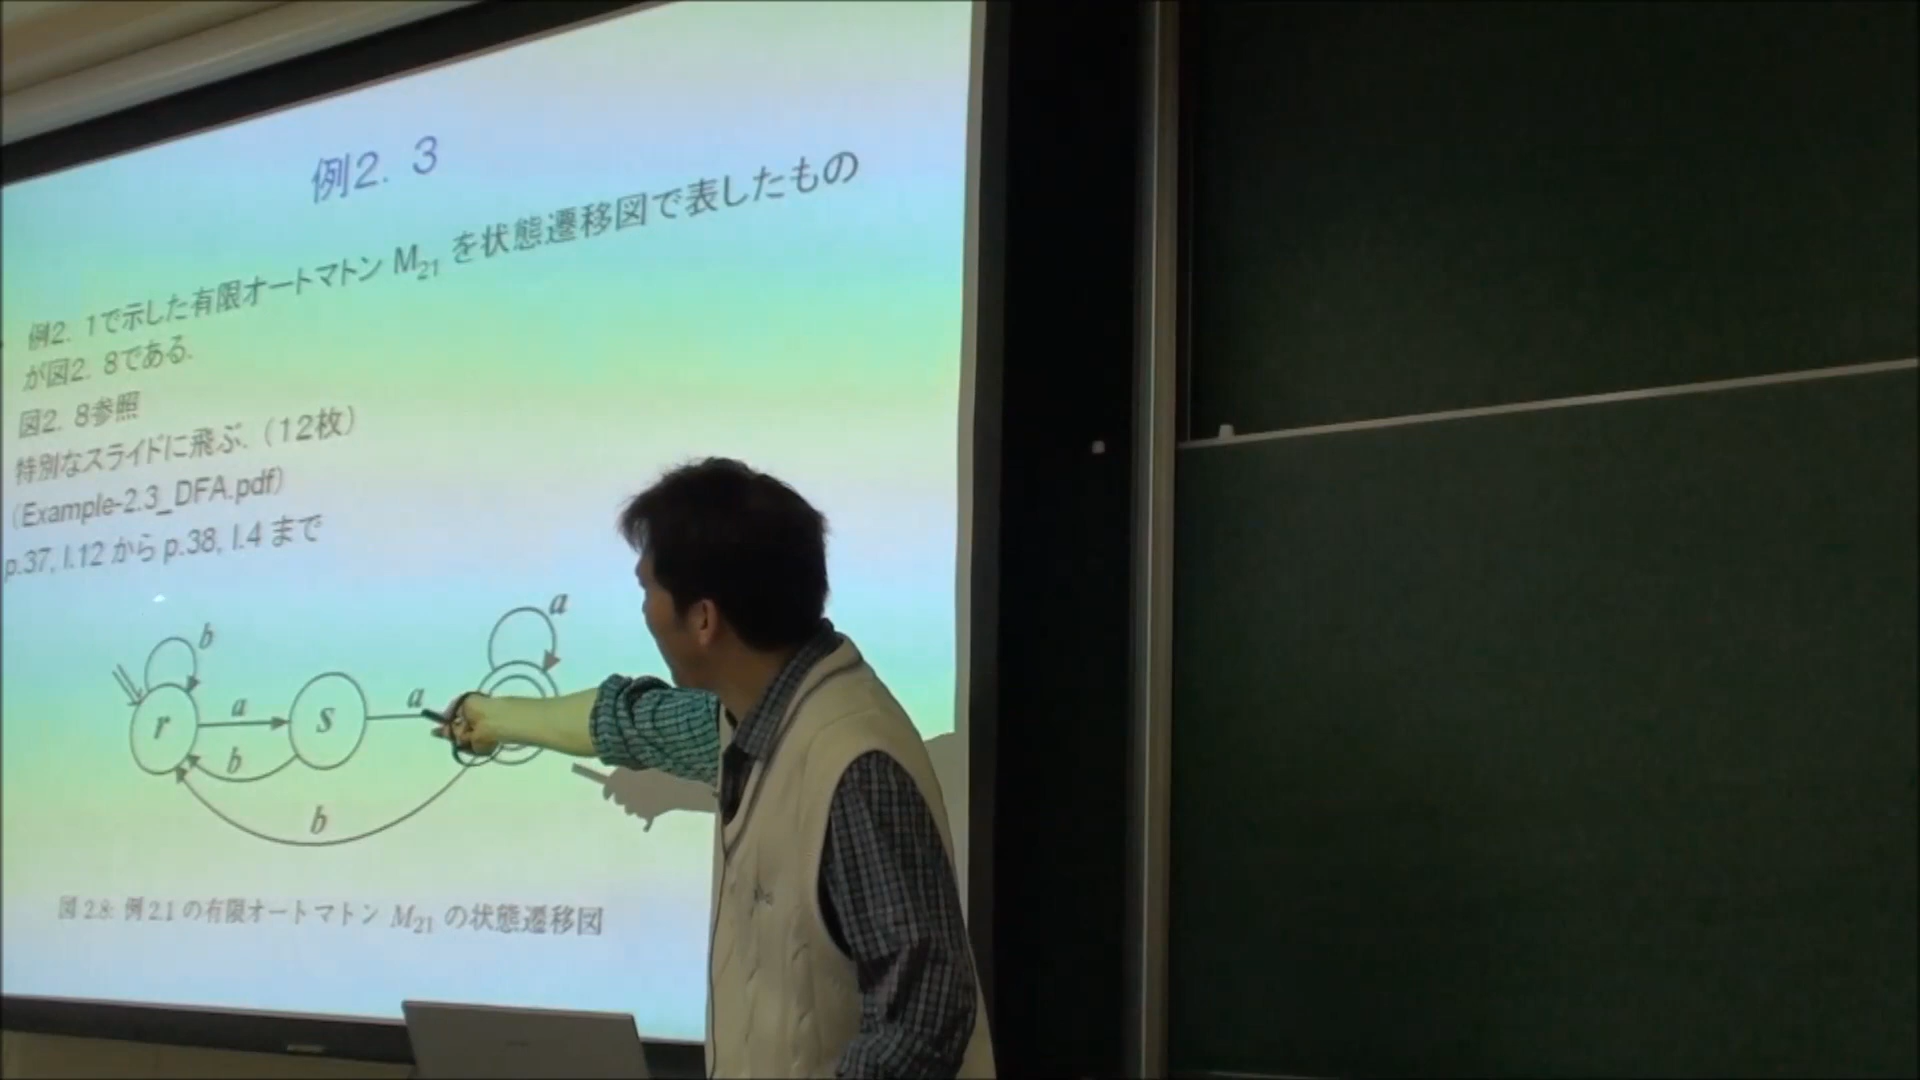 例2. 3
例2. 1で示した有限オートマトン M21 を状態遷移図で表したもの
が図2. 8である.
図2. 8参照
特別なスライドに飛ぶ. (12枚)
(Example-2.3_DFA.pdf)
p.37, l.12 から p.38, l.4 まで
b
a
r
a
s
a
b
b
図 2.8: 例 2.1 の有限オートマトン M21 の状態遷移図